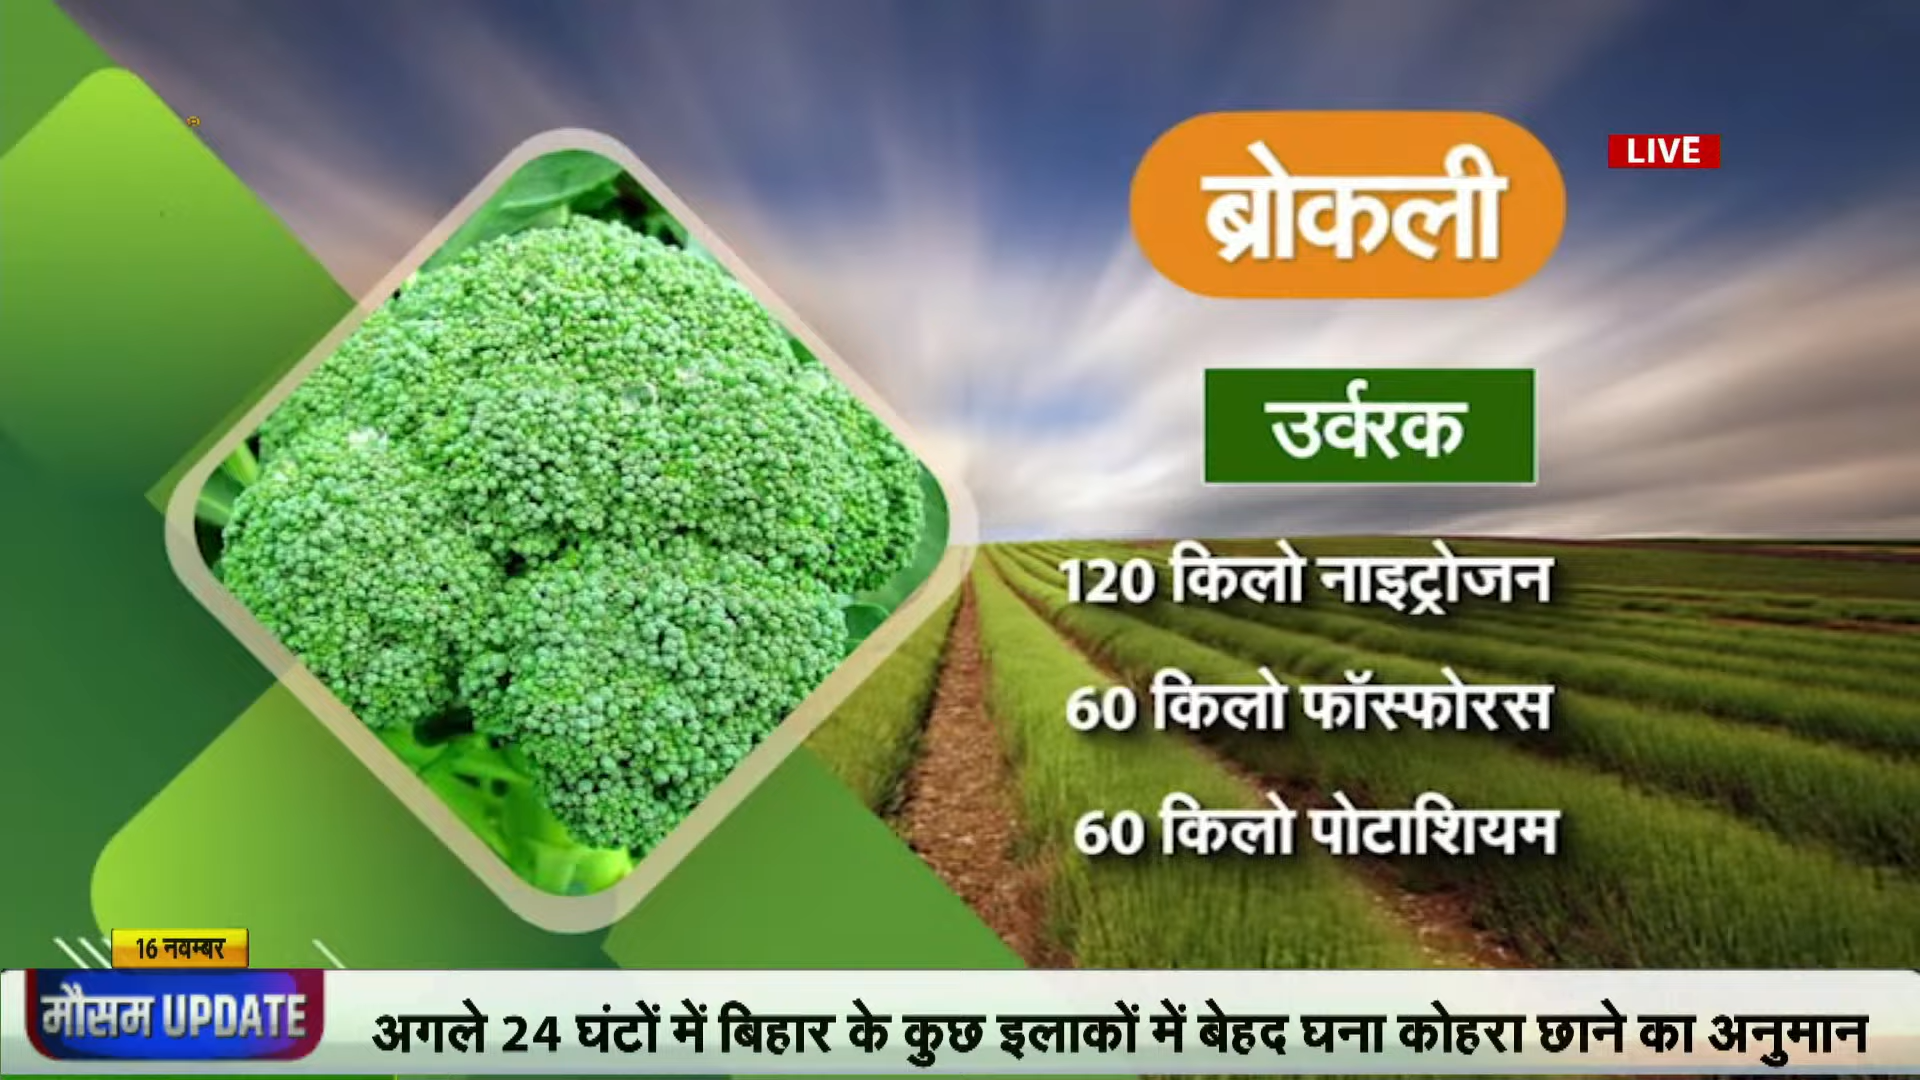 ब्रोकली
LIVE
उर्वरक
120 किलो नाइट्रोजन
60 किलो फॉस्फोरस
60 किलो पोटाशियम
16 नवम्बर
मौसम UPDATE
अगले 24 घंटों में बिहार के कुछ इलाकों में बेहद घना कोहरा छाने का अनुमान